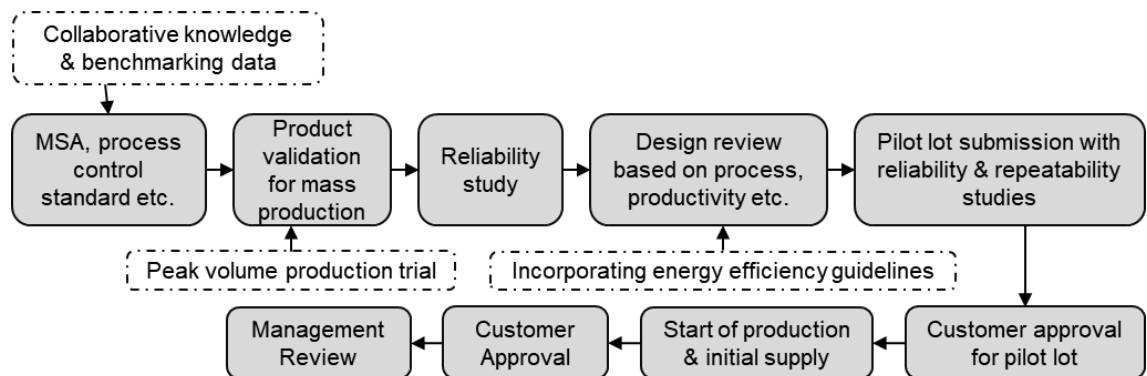 Collaborative knowledge
& benchmarking data
MSA, process
control
standard etc.
Product
validation
for mass
production
Reliability
study
Design review
based on process,
productivity etc.
Pilot lot submission with
reliability & repeatability
studies
Peak volume production trial
Incorporating energy efficiency guidelines
Management
Review
Customer
Approval
Start of production
& initial supply
Customer approval
for pilot lot